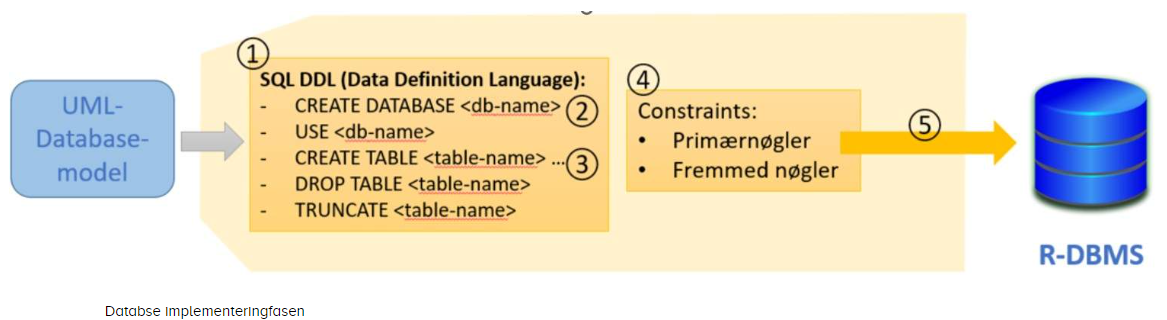 UML-
Database-
model
①
SQL DDL (Data Definition Language):
- CREATE DATABASE <db-name> ②
- USE <db-name>
- CREATE TABLE <table-name> ... ③
- DROP TABLE <table-name>
- TRUNCATE <table-name>
④
Constraints:
• Primærnøgler
• Fremmed nøgler
⑤
R-DBMS
Databse implementeringfasen